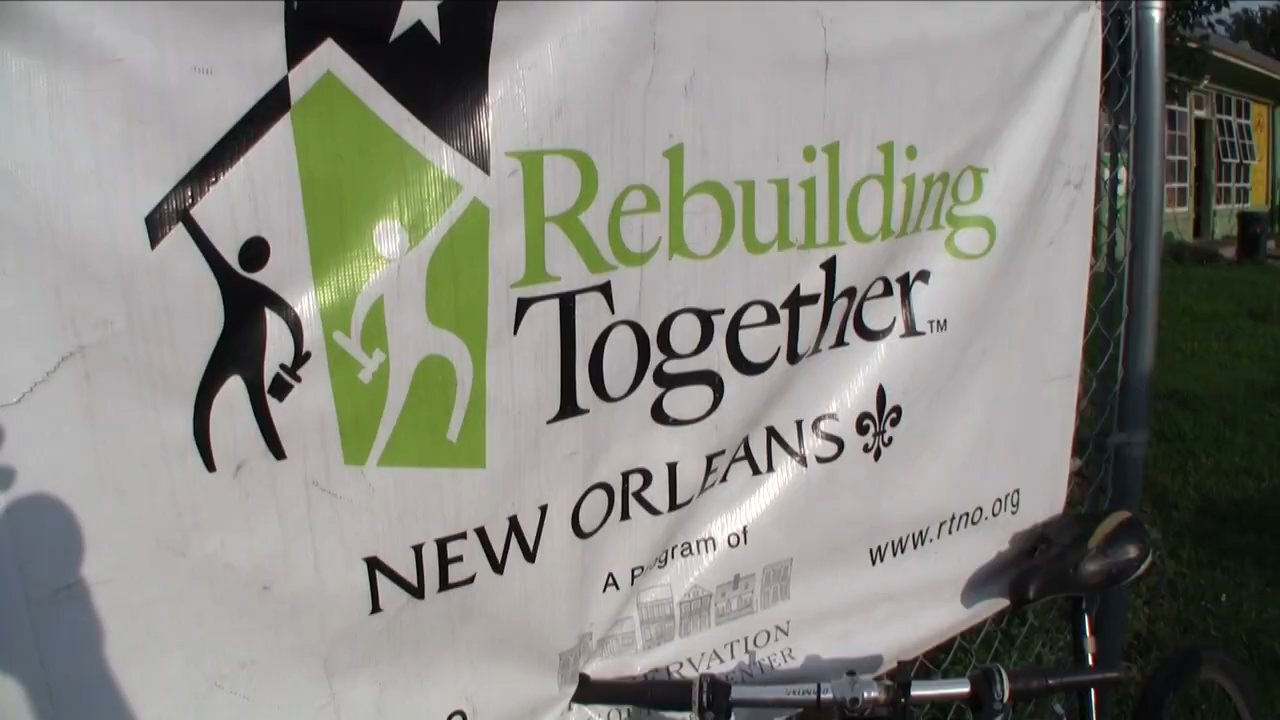 Rebuilding
Together™
NEW ORLEANS
www.rtno.org
A Program of